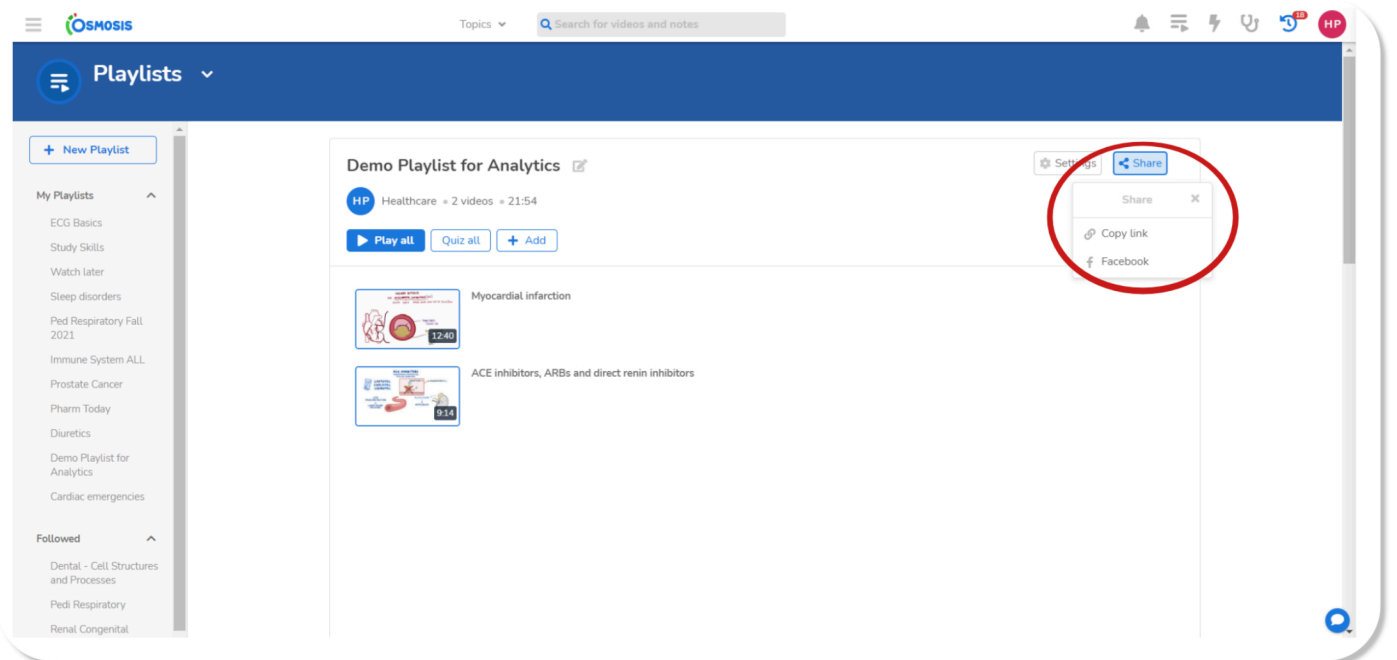 OSMOSIS
Topics
Search for videos and notes
18
HP
Playlists
+ New Playlist
My Playlists
ECG Basics
Study Skills
Watch later
Sleep disorders
Ped Respiratory Fall
2021
Immune System ALL
Prostate Cancer
Pharm Today
Diuretics
Demo Playlist for
Analytics
Cardiac emergencies
Followed
Dental - Cell Structures
and Processes
Pedi Respiratory
Renal Congenital
Demo Playlist for Analytics
Settings
Share
HP Healthcare • 2 videos • 21:54
Play all
Quiz all
+ Add
Share
Copy link
Facebook
Myocardial infarction
12:40
ACE inhibitors, ARBs and direct renin inhibitors
9:14